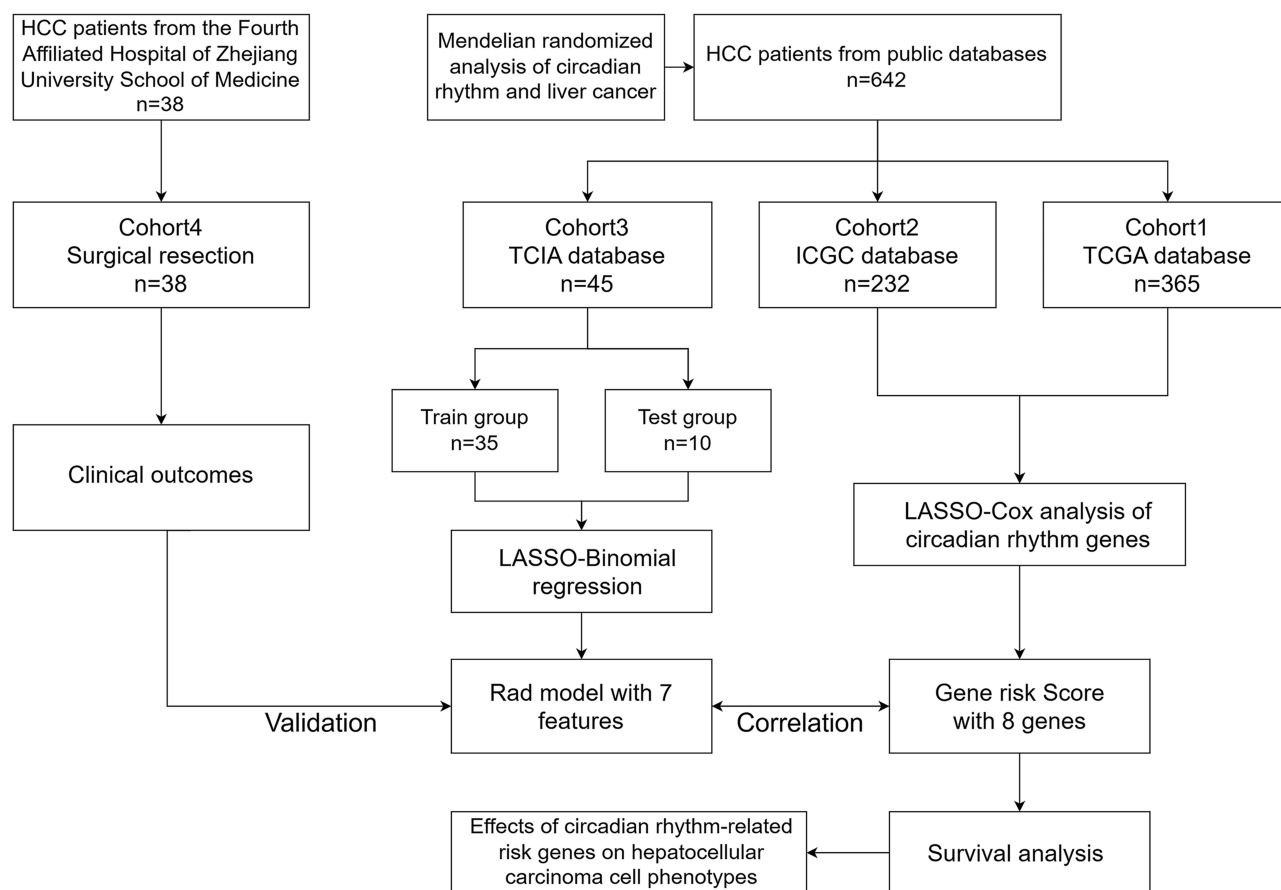 HCC patients from the Fourth
Affiliated Hospital of Zhejiang
University School of Medicine
n=38
Mendelian randomized
analysis of circadian
rhythm and liver cancer
HCC patients from public databases
n=642
Cohort4
Surgical resection
n=38
Cohort3
TCIA database
n=45
Cohort2
ICGC database
n=232
Cohort1
TCGA database
n=365
Train group
n=35
Test group
n=10
Clinical outcomes
LASSO-Cox analysis of
circadian rhythm genes
LASSO-Binomial
regression
Validation
Rad model with 7
features
Correlation
Gene risk Score
with 8 genes
Effects of circadian rhythm-related
risk genes on hepatocellular
carcinoma cell phenotypes
Survival analysis